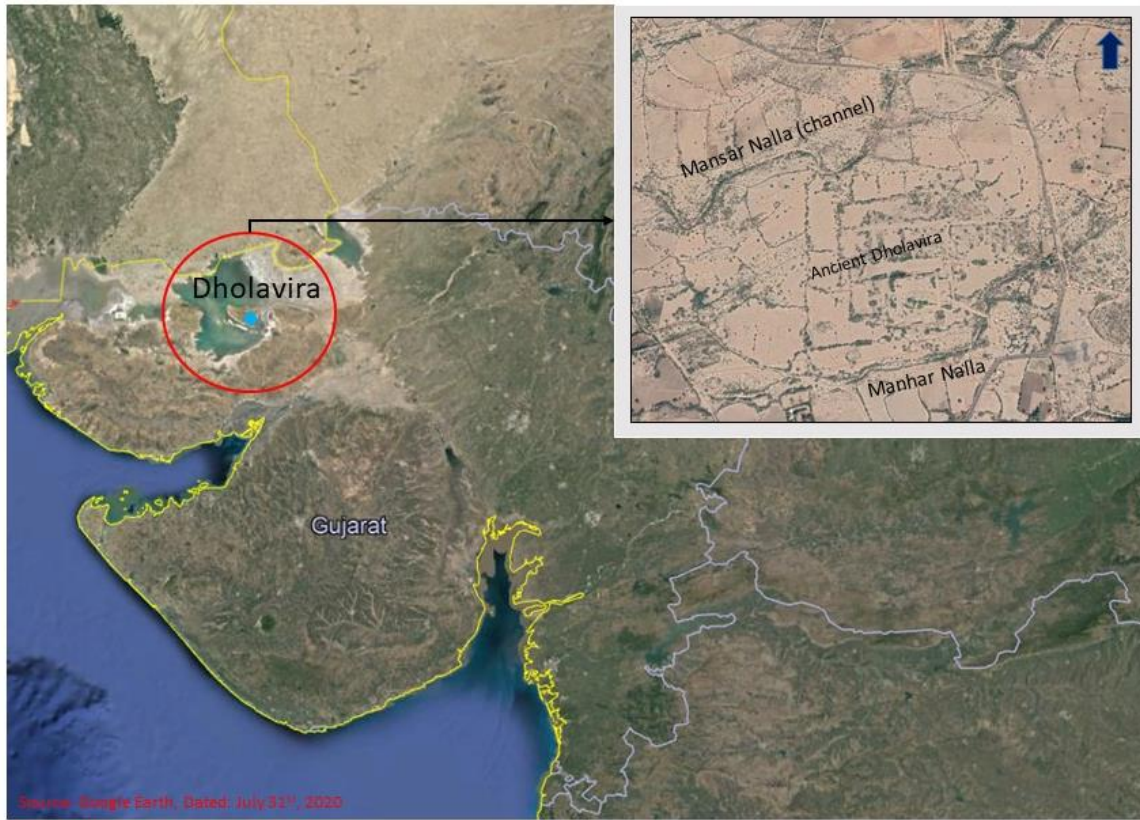 Mansar Nalla (channel)
Ancient Dholavira
Manhar Nalla
Dholavira
Gujarat
Source: Google Earth, Dated: July 31ST, 2020